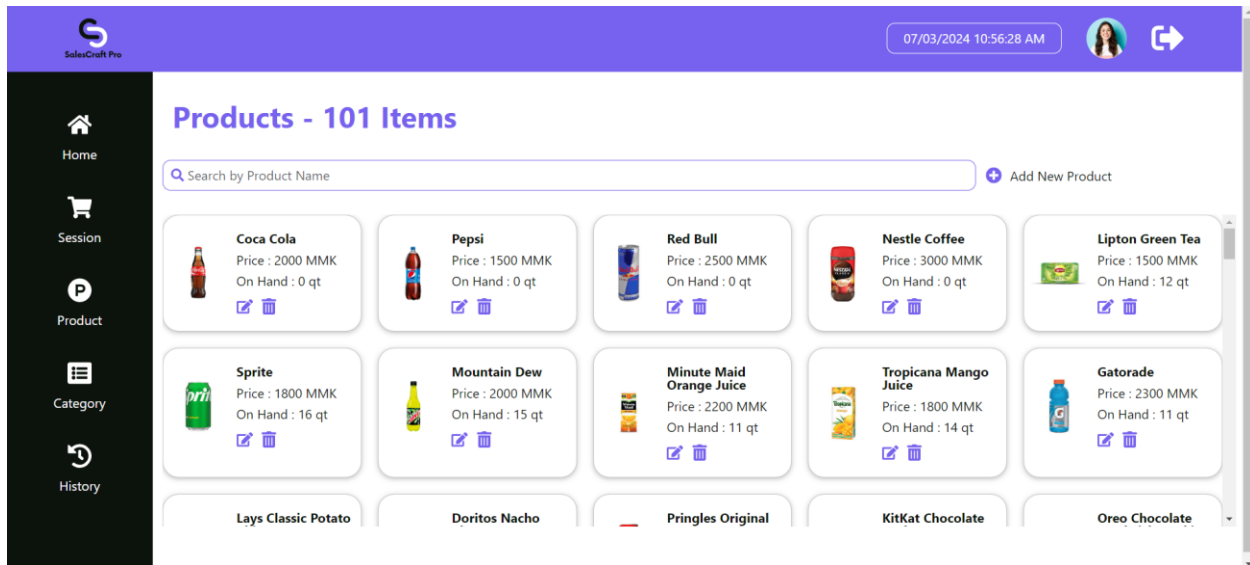 SalesCraft Pro
07/03/2024 10:56:28 AM
Home
Session
Product
Category
History
Products - 101 Items
Search by Product Name
Add New Product
Coca Cola
Price : 2000 MMK
On Hand : 0 qt
Pepsi
Price : 1500 MMK
On Hand : 0 qt
Red Bull
Price : 2500 MMK
On Hand : 0 qt
Nestle Coffee
Price : 3000 MMK
On Hand : 0 qt
Lipton Green Tea
Price : 1500 MMK
On Hand : 12 qt
Sprite
Price : 1800 MMK
On Hand : 16 qt
Mountain Dew
Price : 2000 MMK
On Hand : 15 qt
Minute Maid
Orange Juice
Price : 2200 MMK
On Hand : 11 qt
Tropicana Mango
Juice
Price : 1800 MMK
On Hand : 14 qt
Gatorade
Price : 2300 MMK
On Hand : 11 qt
Lays Classic Potato
Doritos Nacho
Pringles Original
KitKat Chocolate
Oreo Chocolate